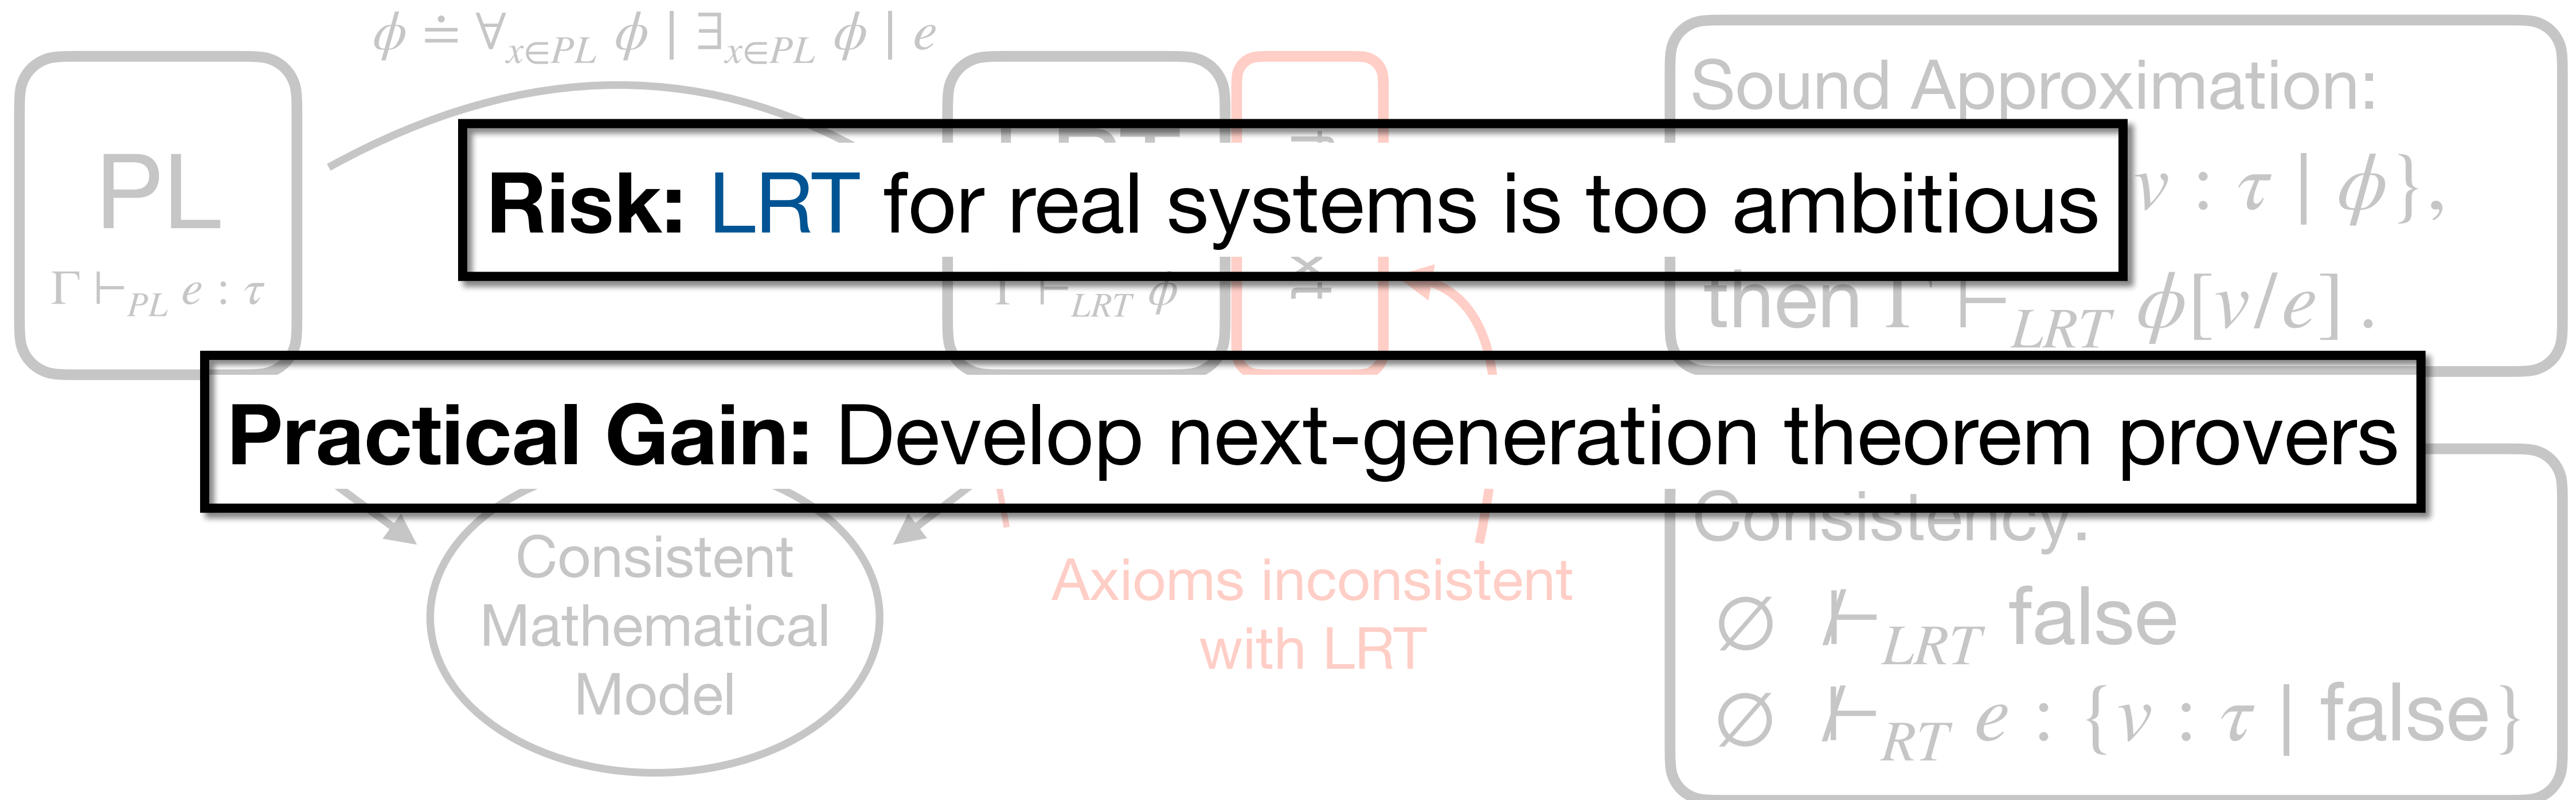 ϕ ≐ ∀x∈PL ϕ | ∃x∈PL ϕ | e
PL
Γ ⊢PL e : τ
Γ ⊢LRT ϕ
Sound Approximation:
v : τ | ϕ},
then Γ ⊢LRT ϕ[v/e] .
Risk: LRT for real systems is too ambitious
Practical Gain: Develop next-generation theorem provers
Consistent
Mathematical
Model
Axioms inconsistent
with LRT
Consistency:
∅ ⊬LRT false
∅ ⊬RT e : {v : τ | false}